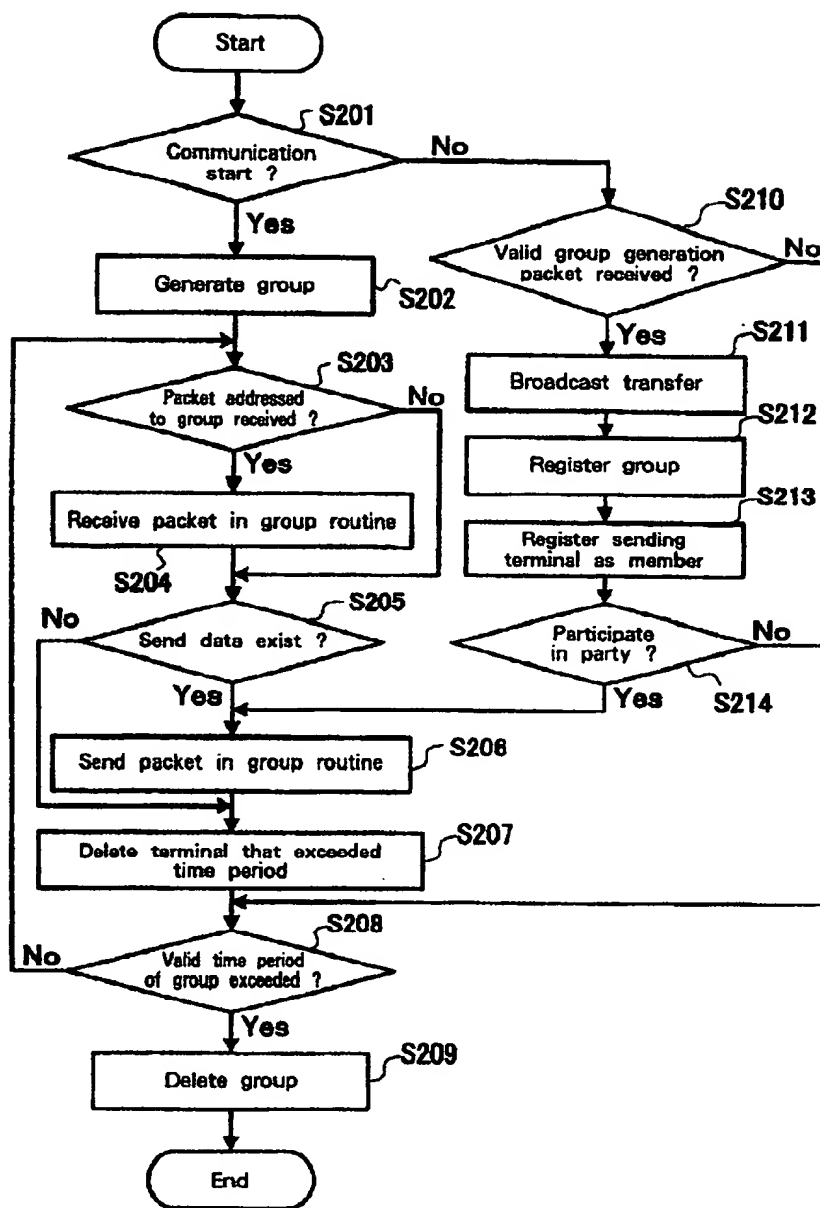 Start
S201
Communication
start ?
No
Yes
S210
Valid group generation
packet received ?
No
Yes
Generate group
S202
S211
Broadcast transfer
S203
Packet addressed
to group received ?
No
Yes
S212
Register group
Receive packet in group routine
S204
S213
Register sending
terminal as member
S205
No
Send data exist ?
Yes
Participate
in party ?
No
Yes
S214
Send packet in group routine
S206
S207
Delete terminal that exceeded
time period
S208
No
Valid time period
of group exceeded ?
Yes
S209
Delete group
End